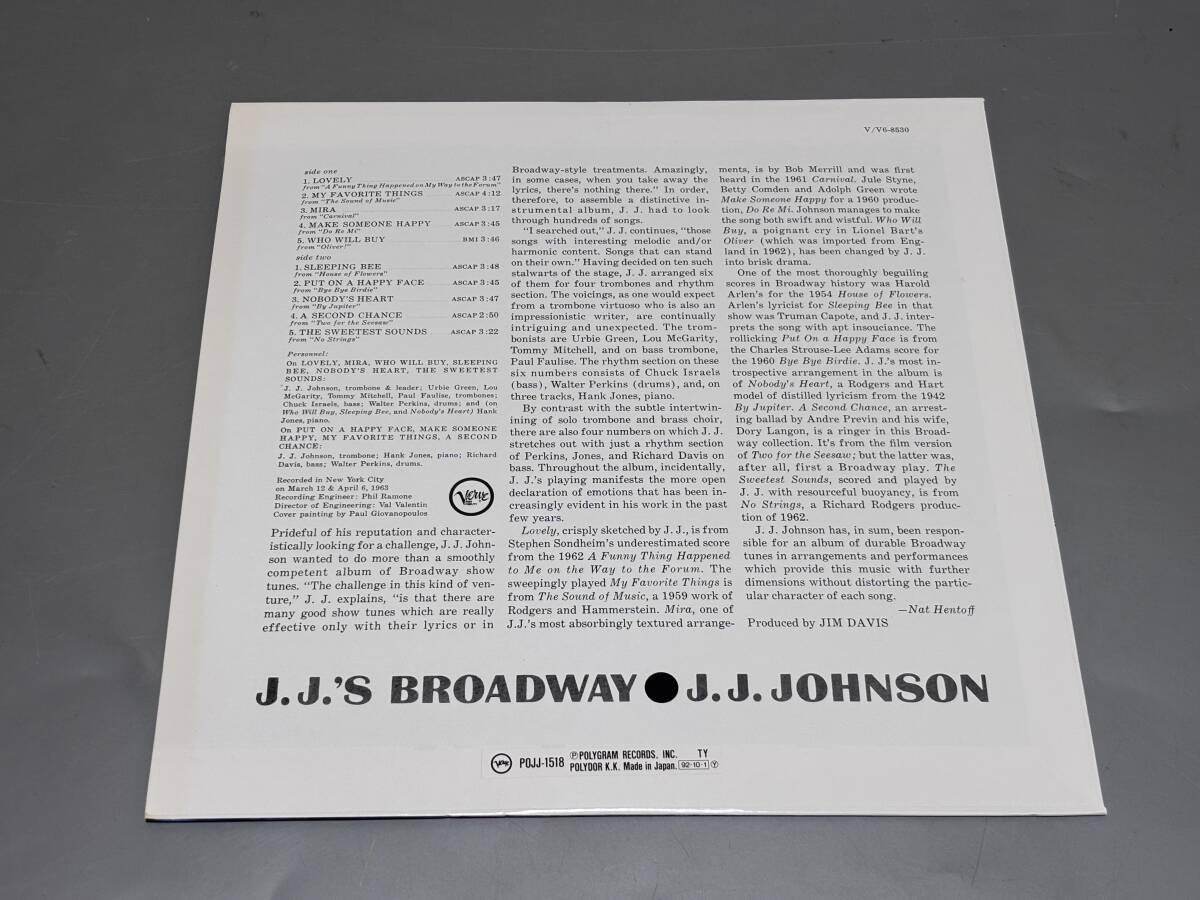 V/V6-8530
side one
1. LOVELY ASCAP 3:47
from "A Funny Thing Happened on My Way to the Forum"
2. MY FAVORITE THINGS ASCAP 4:12
from "The Sound of Music"
3. MIRA ASCAP 3:17
from "Carnival"
4. MAKE SOMEONE HAPPY ASCAP 3:45
from "Do Re Mi"
5. WHO WILL BUY BMI 3:46
from "Oliver!"
side two
1. SLEEPING BEE ASCAP 3:48
from "House of Flowers"
2. PUT ON A HAPPY FACE ASCAP 3:45
from "Bye Bye Birdie"
3. NOBODY'S HEART ASCAP 3:47
from "By Jupiter"
4. A SECOND CHANCE ASCAP 2:50
from "Two for the Seesaw"
5. THE SWEETEST SOUNDS ASCAP 3:22
from "No Strings"
Personnel:
On LOVELY, MIRA, WHO WILL BUY, SLEEPING
BEE, NOBODY'S HEART, THE SWEETEST
SOUNDS:
J. J. Johnson, trombone & leader; Urbie Green, Lou
McGarity, Tommy Mitchell, Paul Faulise, trombones;
Chuck Israels, bass; Walter Perkins, drums; and (on
Who Will Buy, Sleeping Bee, and Nobody's Heart) Hank
Jones, piano.
On PUT ON A HAPPY FACE, MAKE SOMEONE
HAPPY, MY FAVORITE THINGS, A SECOND
CHANCE:
J. J. Johnson, trombone; Hank Jones, piano; Richard
Davis, bass; Walter Perkins, drums.
Recorded in New York City
on March 12 & April 6, 1963
Recording Engineer: Phil Ramone
Director of Engineering: Val Valentin
Cover painting by Paul Giovanopoulos
Verve
Prideful of his reputation and character-
istically looking for a challenge, J. J. John-
son wanted to do more than a smoothly
competent album of Broadway show
tunes. "The challenge in this kind of ven-
ture," J. J. explains, "is that there are
many good show tunes which are really
effective only with their lyrics or in
Broadway-style treatments. Amazingly,
in some cases, when you take away the
lyrics, there's nothing there." In order,
therefore, to assemble a distinctive in-
strumental album, J. J. had to look
through hundreds of songs.
"I searched out," J. J. continues, "those
songs with interesting melodic and/or
harmonic content. Songs that can stand
on their own." Having decided on ten such
stalwarts of the stage, J. J. arranged six
of them for four trombones and rhythm
section. The voicings, as one would expect
from a trombone virtuoso who is also an
impressionistic writer, are continually
intriguing and unexpected. The trom-
bonists are Urbie Green, Lou McGarity,
Tommy Mitchell, and on bass trombone,
Paul Faulise. The rhythm section on these
six numbers consists of Chuck Israels
(bass), Walter Perkins (drums), and, on
three tracks, Hank Jones, piano.
By contrast with the subtle intertwin-
ining of solo trombone and brass choir,
there are also four numbers on which J. J.
stretches out with just a rhythm section
of Perkins, Jones, and Richard Davis on
bass. Throughout the album, incidentally,
J. J.'s playing manifests the more open
declaration of emotions that has been in-
creasingly evident in his work in the past
few years.
Lovely, crisply sketched by J. J., is from
Stephen Sondheim's underestimated score
from the 1962 A Funny Thing Happened
to Me on the Way to the Forum. The
sweepingly played My Favorite Things is
from The Sound of Music, a 1959 work of
Rodgers and Hammerstein. Mira, one of
J.J.'s most absorbingly textured arrange-
ments, is by Bob Merrill and was first
heard in the 1961 Carnival. Jule Styne,
Betty Comden and Adolph Green wrote
Make Someone Happy for a 1960 produc-
tion, Do Re Mi. Johnson manages to make
the song both swift and wistful. Who Will
Buy, a poignant cry in Lionel Bart's
Oliver (which was imported from Eng-
land in 1962), has been changed by J. J.
into brisk drama.
One of the most thoroughly beguiling
scores in Broadway history was Harold
Arlen's for the 1954 House of Flowers.
Arlen's lyricist for Sleeping Bee in that
show was Truman Capote, and J. J. inter-
prets the song with apt insouciance. The
rollicking Put On a Happy Face is from
the Charles Strouse-Lee Adams score for
the 1960 Bye Bye Birdie. J. J.'s most in-
trospective arrangement in the album is
of Nobody's Heart, a Rodgers and Hart
model of distilled lyricism from the 1942
By Jupiter. A Second Chance, an arrest-
ing ballad by Andre Previn and his wife,
Dory Langon, is a ringer in this Broad-
way collection. It's from the film version
of Two for the Seesaw; but the latter was,
after all, first a Broadway play. The
Sweetest Sounds, scored and played by
J. J. with resourceful buoyancy, is from
No Strings, a Richard Rodgers produc-
tion of 1962.
J. J. Johnson has, in sum, been respon-
sible for an album of durable Broadway
tunes in arrangements and performances
which provide this music with further
dimensions without distorting the partic-
ular character of each song.
—Nat Hentoff
Produced by JIM DAVIS
J.J.'S BROADWAY ● J.J. JOHNSON
Verve POJJ-1518 ℗POLYGRAM RECORDS, INC. TY
POLYDOR K.K. Made in Japan. 92·10·1 Ⓨ